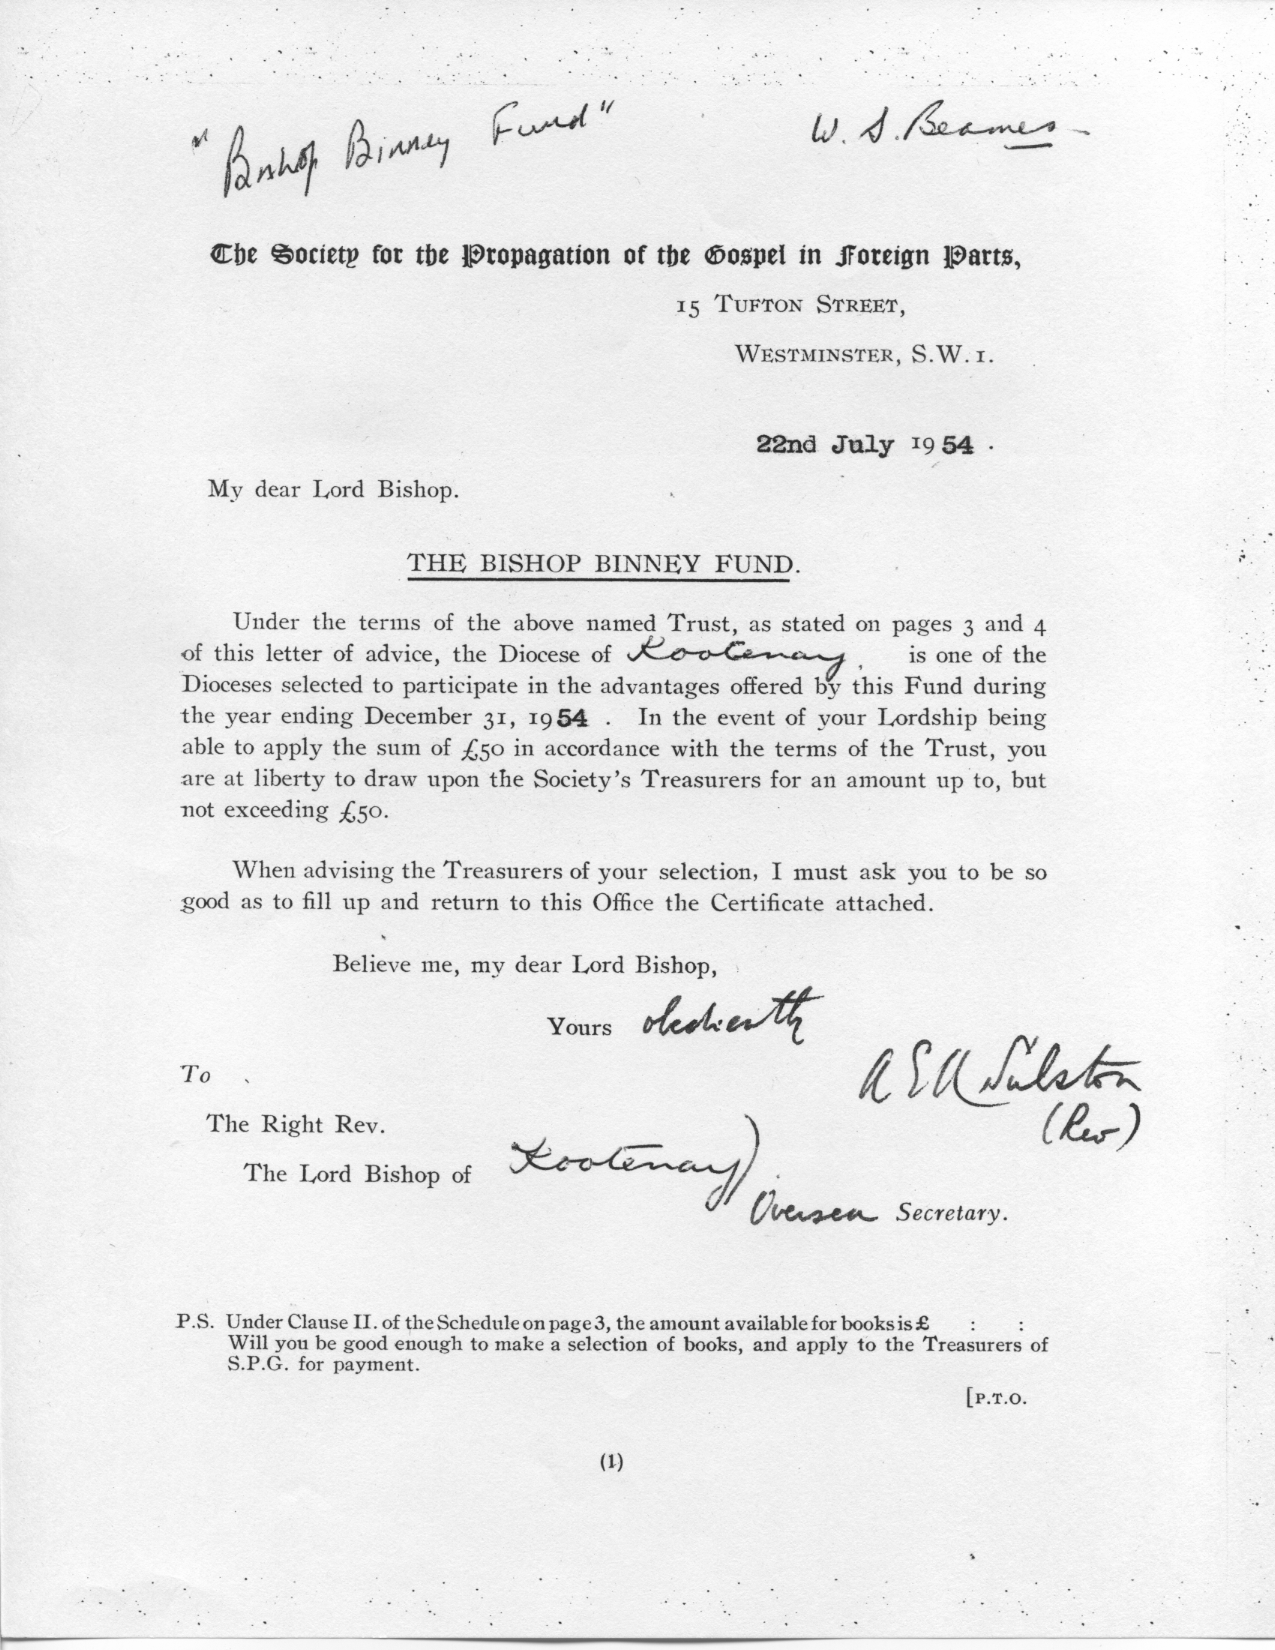 "Bishop Binney Fund"
W. S. Beames
The Society for the Propagation of the Gospel in Foreign Parts,
15 Tufton Street,
Westminster, S.W.1.
22nd July 1954.
My dear Lord Bishop.
THE BISHOP BINNEY FUND.
Under the terms of the above named Trust, as stated on pages 3 and 4
of this letter of advice, the Diocese of Kootenay, is one of the
Dioceses selected to participate in the advantages offered by this Fund during
the year ending December 31, 1954. In the event of your Lordship being
able to apply the sum of £50 in accordance with the terms of the Trust, you
are at liberty to draw upon the Society's Treasurers for an amount up to, but
not exceeding £50.
When advising the Treasurers of your selection, I must ask you to be so
good as to fill up and return to this Office the Certificate attached.
Believe me, my dear Lord Bishop,
Yours obediently
A E A Sulston
(Rev)
To
The Right Rev.
The Lord Bishop of Kootenay)
Oversea Secretary.
P.S. Under Clause II. of the Schedule on page 3, the amount available for books is £ : :
Will you be good enough to make a selection of books, and apply to the Treasurers of
S.P.G. for payment.
[P.T.O.
(1)